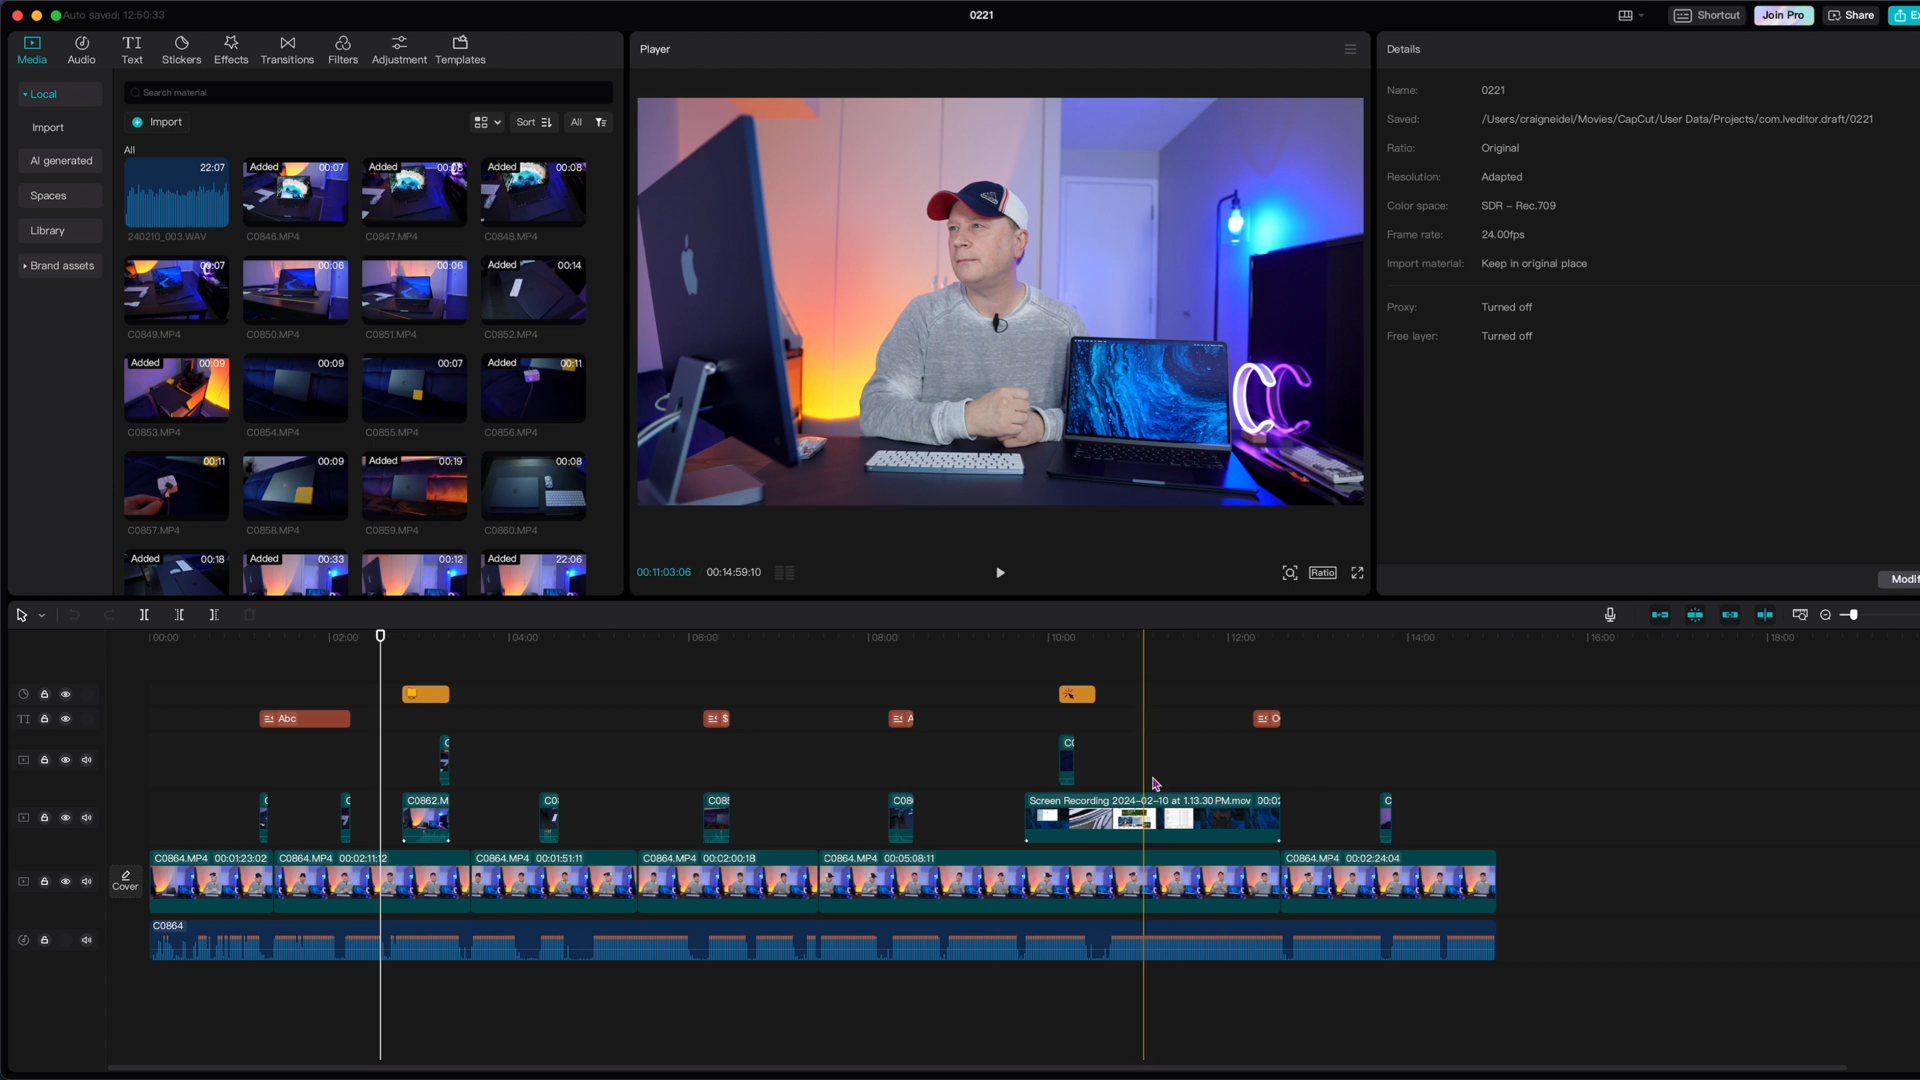 Auto saved: 12:50:33
0221
Shortcut
Join Pro
Share
Media
Audio
TI
Text
Stickers
Effects
Transitions
Filters
Adjustment
Templates
Local
Import
AI generated
Spaces
Library
Brand assets
Search material
Import
Sort
All
All
22:07
Added 00:07
Added 00:08
Added 00:08
240210_003.WAV
C0846.MP4
C0847.MP4
C0848.MP4
00:07
00:06
00:06
Added 00:14
C0849.MP4
C0850.MP4
C0851.MP4
C0852.MP4
Added 00:09
00:09
00:07
Added 00:11
C0853.MP4
C0854.MP4
C0855.MP4
C0856.MP4
00:11
00:09
Added 00:19
00:08
C0857.MP4
C0858.MP4
C0859.MP4
C0860.MP4
Added 00:18
Added 00:33
00:12
Added 22:06
Player
00:11:03:06
00:14:59:10
Ratio
Details
Name: 0221
Saved: /Users/craigneidel/Movies/CapCut/User Data/Projects/com.lveditor.draft/0221
Ratio: Original
Resolution: Adapted
Color space: SDR – Rec.709
Frame rate: 24.00fps
Import material: Keep in original place
Proxy: Turned off
Free layer: Turned off
Modif
00:00
02:00
04:00
06:00
08:00
10:00
12:00
14:00
16:00
18:00
TI
Abc
$
A
C0862.M
Screen Recording 2024-02-10 at 1.13.30 PM.mov 00:02
Cover
C0864.MP4 00:01:23:02
C0864.MP4 00:02:11:12
C0864.MP4 00:01:51:11
C0864.MP4 00:02:00:18
C0864.MP4 00:05:08:11
C0864.MP4 00:02:24:04
C0864